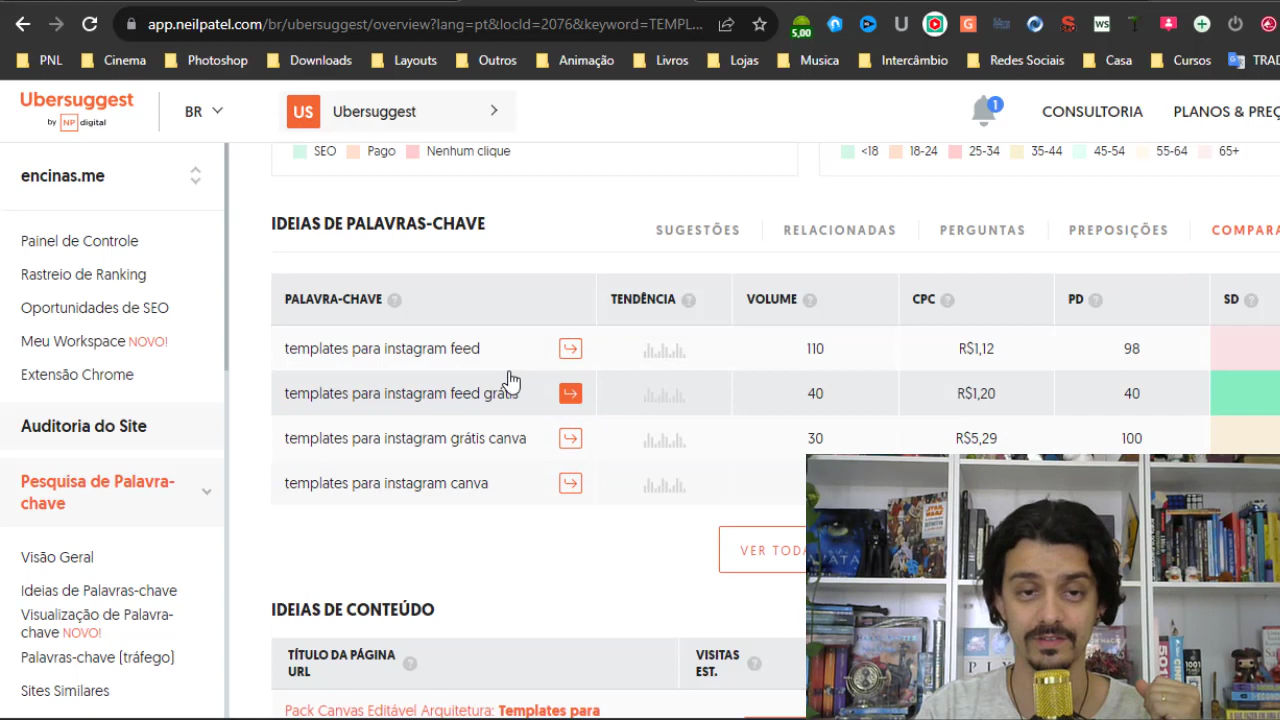 app.neilpatel.com/br/ubersuggest/overview?lang=pt&locId=2076&keyword=TEMPL...
5,00
PNL
Cinema
Photoshop
Downloads
Layouts
Outros
Animação
Livros
Lojas
Musica
Intercâmbio
Redes Sociais
Casa
Cursos
TRAD
Ubersuggest
by NP digital
BR
US Ubersuggest
1
CONSULTORIA
PLANOS & PREÇ
encinas.me
SEO
Pago
Nenhum clique
<18
18-24
25-34
35-44
45-54
55-64
65+
Painel de Controle
Rastreio de Ranking
Oportunidades de SEO
Meu Workspace NOVO!
Extensão Chrome
Auditoria do Site
Pesquisa de Palavra-
chave
Visão Geral
Ideias de Palavras-chave
Visualização de Palavra-
chave NOVO!
Palavras-chave (tráfego)
Sites Similares
IDEIAS DE PALAVRAS-CHAVE
SUGESTÕES
RELACIONADAS
PERGUNTAS
PREPOSIÇÕES
COMPARA
PALAVRA-CHAVE
TENDÊNCIA
VOLUME
CPC
PD
SD
templates para instagram feed
110
R$1,12
98
templates para instagram feed grátis
40
R$1,20
40
templates para instagram grátis canva
30
R$5,29
100
templates para instagram canva
VER TODA
IDEIAS DE CONTEÚDO
TÍTULO DA PÁGINA
URL
VISITAS
EST.
Pack Canvas Editável Arquitetura: Templates para
STAR
WARS